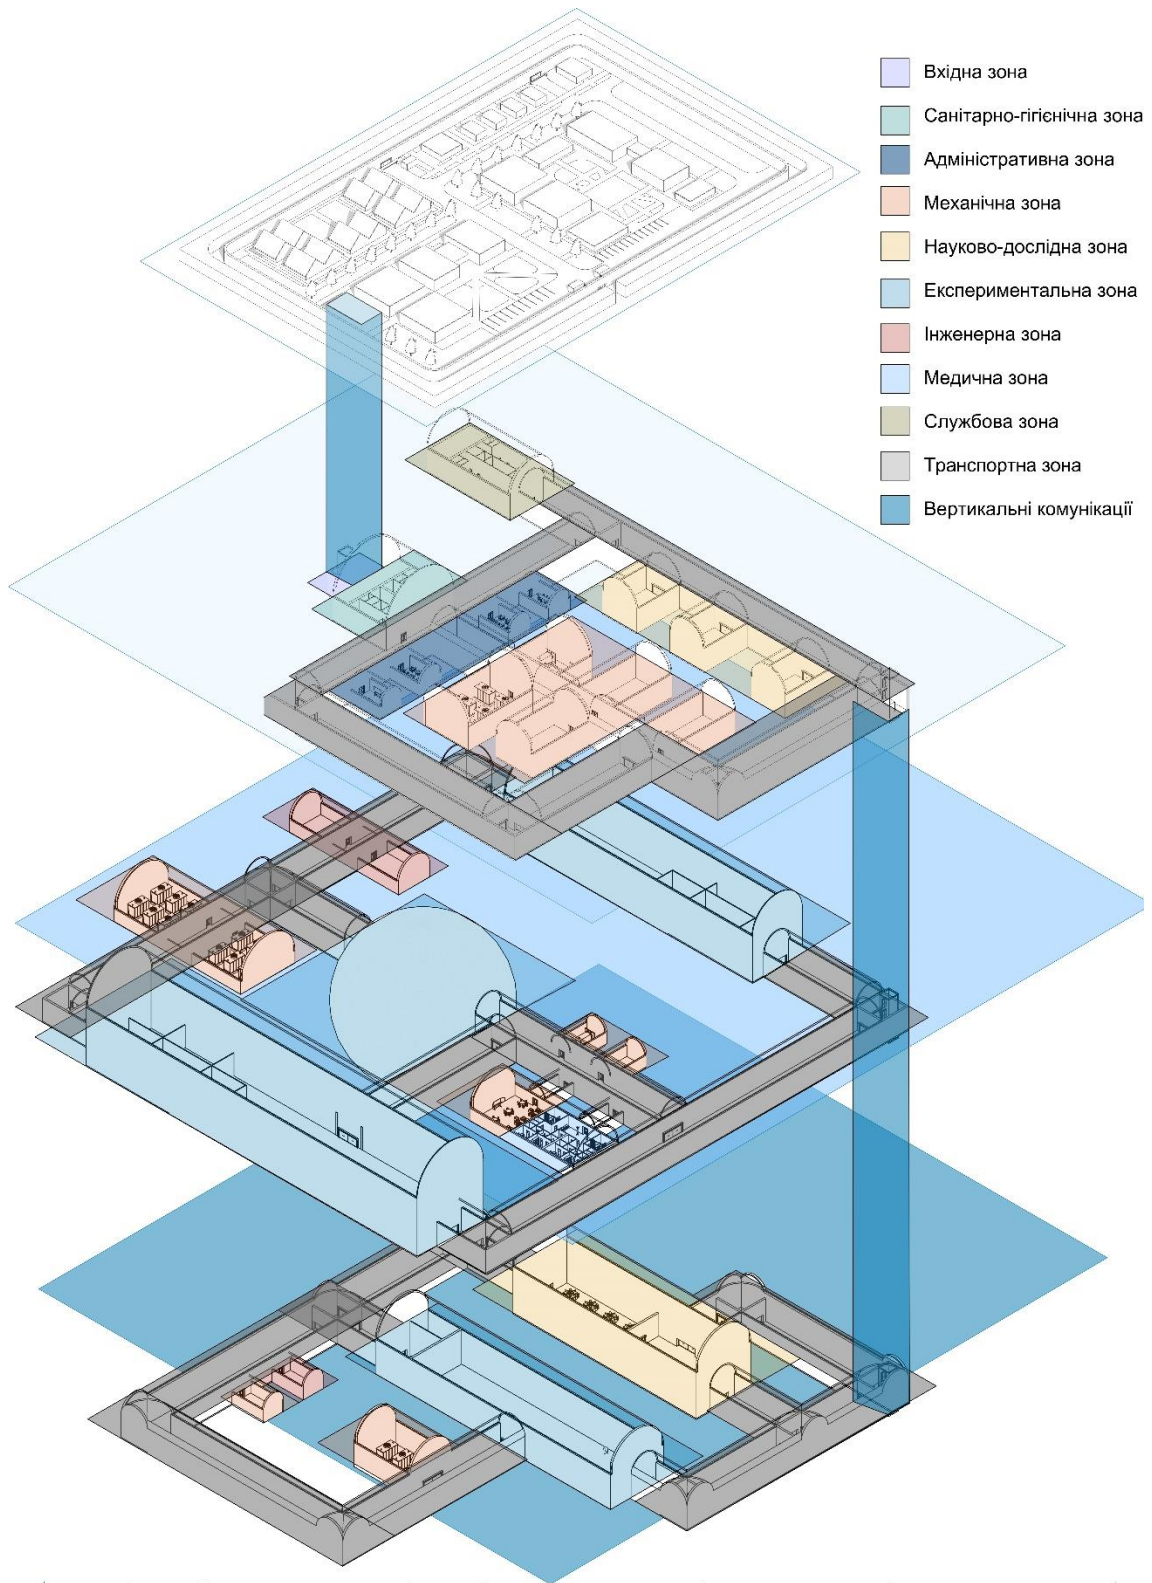 Вхідна зона
Санітарно-гігієнічна зона
Адміністративна зона
Механічна зона
Науково-дослідна зона
Експериментальна зона
Інженерна зона
Медична зона
Службова зона
Транспортна зона
Вертикальні комунікації